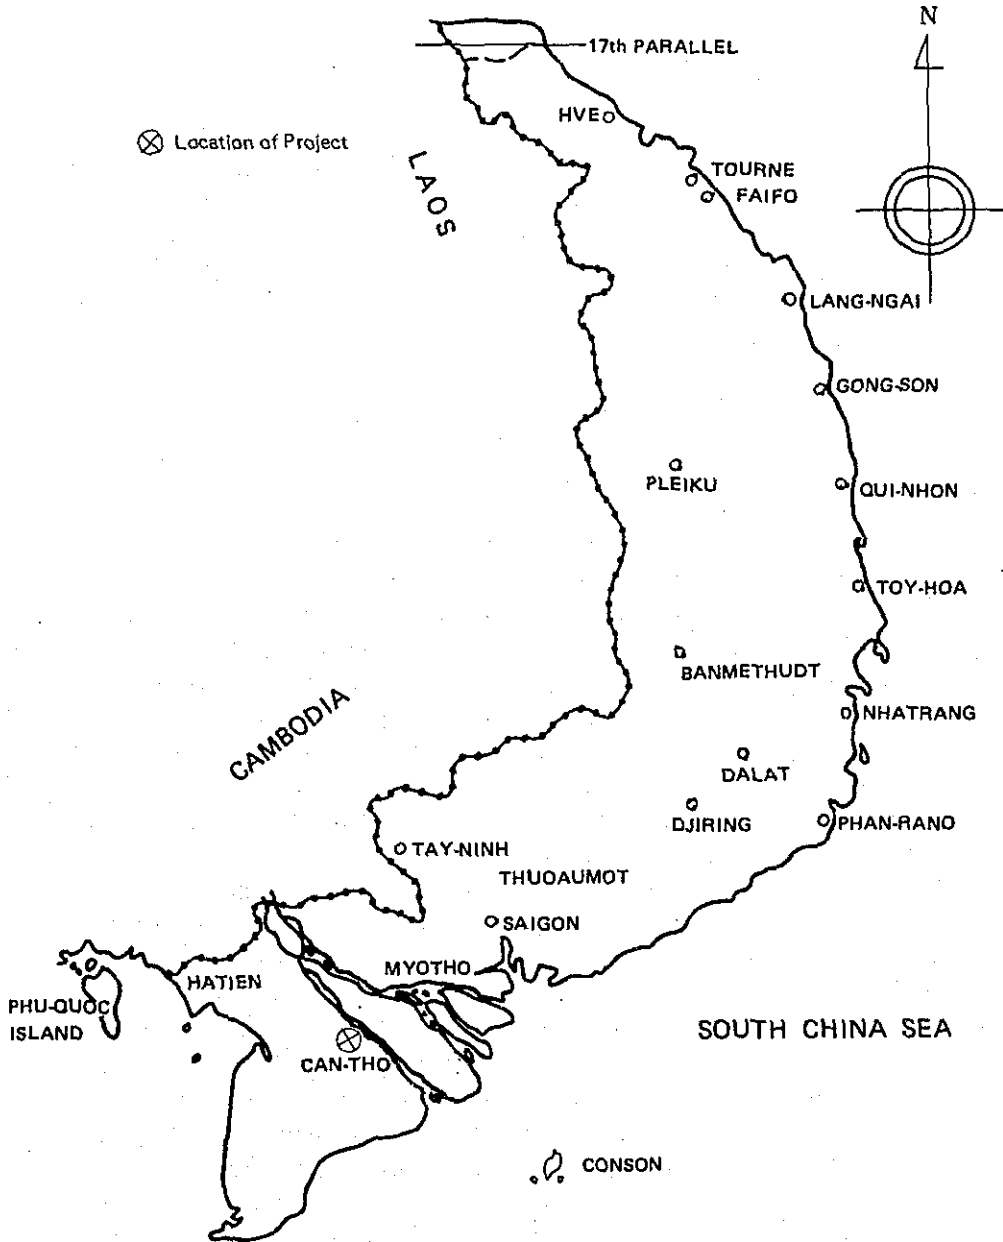 N
17th PARALLEL
HVE
Location of Project
LAOS
TOURNE
FAIFO
LANG-NGAI
GONG-SON
PLEIKU
QUI-NHON
TOY-HOA
BANMETHUDT
NHATRANG
CAMBODIA
DALAT
DJIRING
PHAN-RANO
TAY-NINH
THUOAUMOT
SAIGON
MYOTHO
HATIEN
PHU-QUOC
ISLAND
SOUTH CHINA SEA
CAN-THO
CONSON